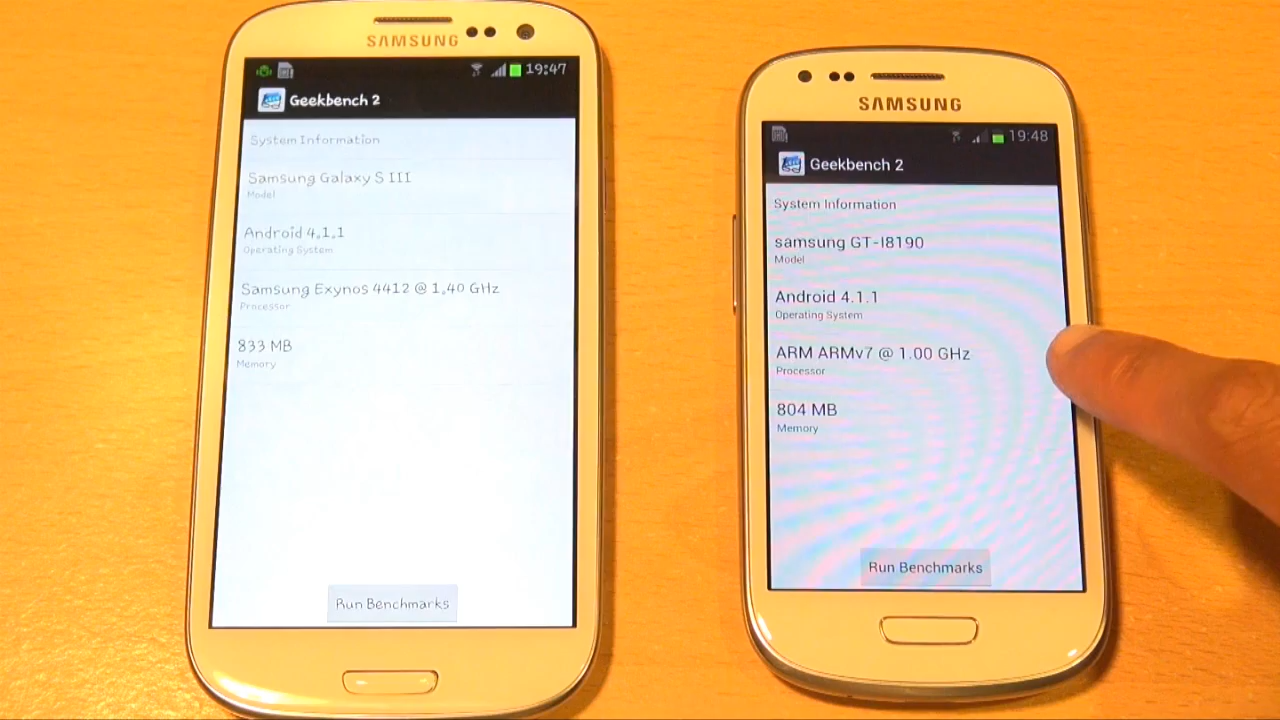 SAMSUNG
19:47
Geekbench 2
System Information
Samsung Galaxy S III
Model
Android 4.1.1
Operating System
Samsung Exynos 4412 @ 1.40 GHz
Processor
833 MB
Memory
Run Benchmarks
SAMSUNG
19:48
Geekbench 2
System Information
samsung GT-I8190
Model
Android 4.1.1
Operating System
ARM ARMv7 @ 1.00 GHz
Processor
804 MB
Memory
Run Benchmarks